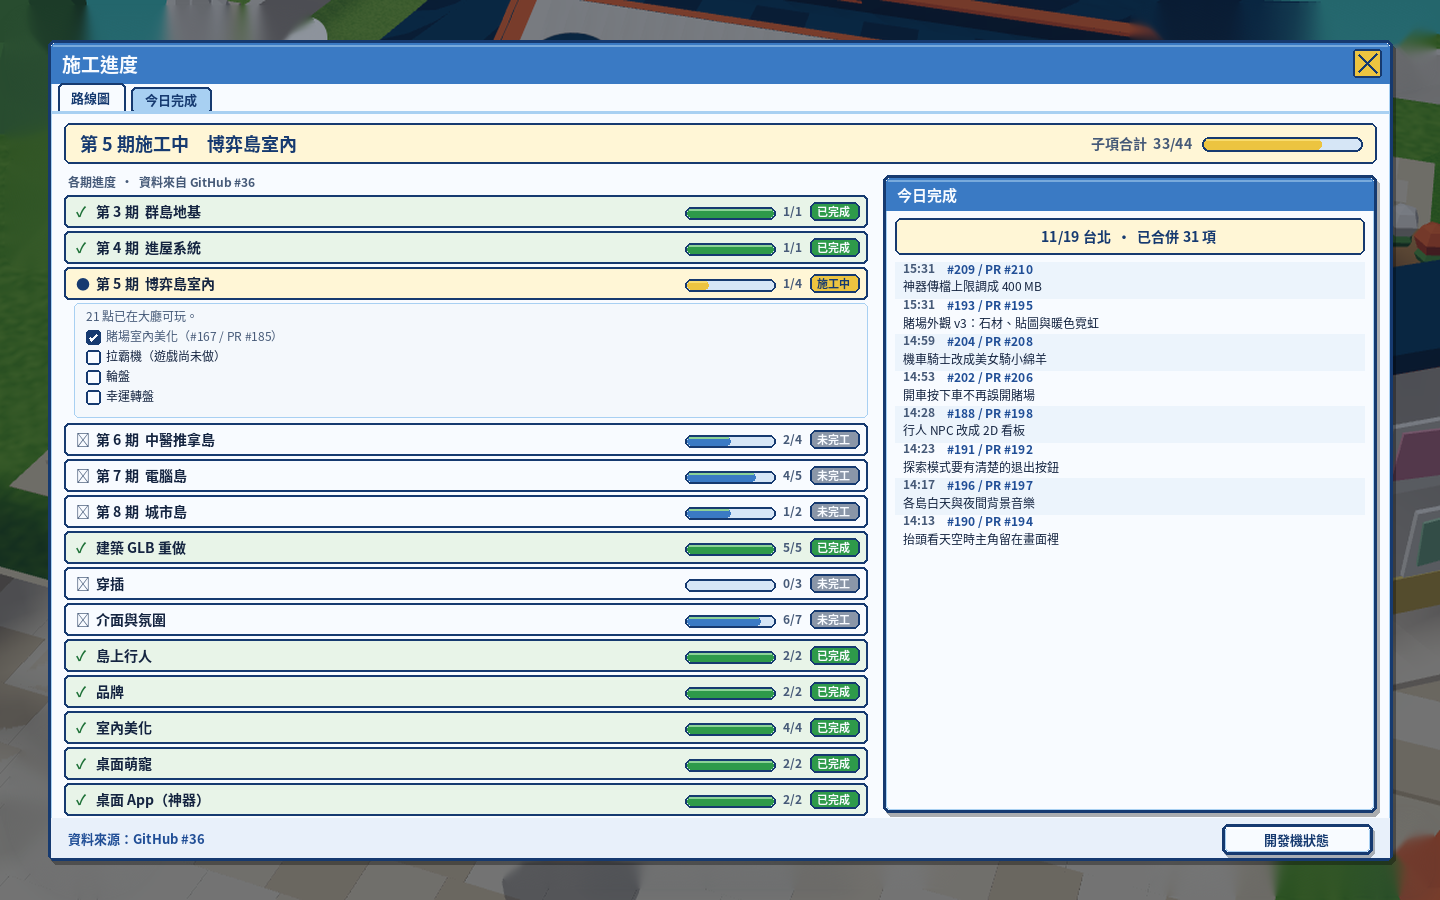 施工進度
路線圖
今日完成
第 5 期施工中　博弈島室內
子項合計 33/44
各期進度 ・ 資料來自 GitHub #36
✓ 第 3 期 群島地基 1/1 已完成
✓ 第 4 期 進屋系統 1/1 已完成
● 第 5 期 博弈島室內 1/4 施工中
21 點已在大廳可玩。
賭場室內美化（#167 / PR #185）
拉霸機（遊戲尚未做）
輪盤
幸運轉盤
第 6 期 中醫推拿島 2/4 未完工
第 7 期 電腦島 4/5 未完工
第 8 期 城市島 1/2 未完工
✓ 建築 GLB 重做 5/5 已完成
穿插 0/3 未完工
介面與氛圍 6/7 未完工
✓ 島上行人 2/2 已完成
✓ 品牌 2/2 已完成
✓ 室內美化 4/4 已完成
✓ 桌面萌寵 2/2 已完成
✓ 桌面 App（神器） 2/2 已完成
今日完成
11/19 台北 ・ 已合併 31 項
15:31 #209 / PR #210
神器傳檔上限調成 400 MB
15:31 #193 / PR #195
賭場外觀 v3：石材、貼圖與暖色霓虹
14:59 #204 / PR #208
機車騎士改成美女騎小綿羊
14:53 #202 / PR #206
開車按下車不再誤開賭場
14:28 #188 / PR #198
行人 NPC 改成 2D 看板
14:23 #191 / PR #192
探索模式要有清楚的退出按鈕
14:17 #196 / PR #197
各島白天與夜間背景音樂
14:13 #190 / PR #194
抬頭看天空時主角留在畫面裡
資料來源：GitHub #36
開發機狀態